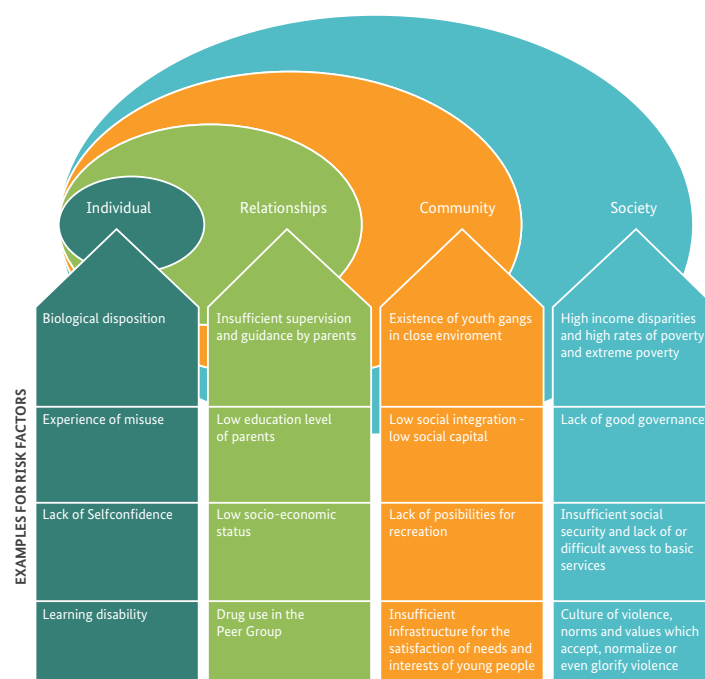 Individual
Relationships
Community
Society
EXAMPLES FOR RISK FACTORS
Biological disposition
Insufficient supervision
and guidance by parents
Existence of youth gangs
in close enviroment
High income disparities
and high rates of poverty
and extreme poverty
Experience of misuse
Low education level
of parents
Low social integration -
low social capital
Lack of good governance
Lack of Selfconfidence
Low socio-economic
status
Lack of posibilities for
recreation
Insufficient social
security and lack of or
difficult avvess to basic
services
Learning disability
Drug use in the
Peer Group
Insufficient
infrastructure for the
satisfaction of needs and
interests of young people
Culture of violence,
norms and values which
accept, normalize or
even glorify violence